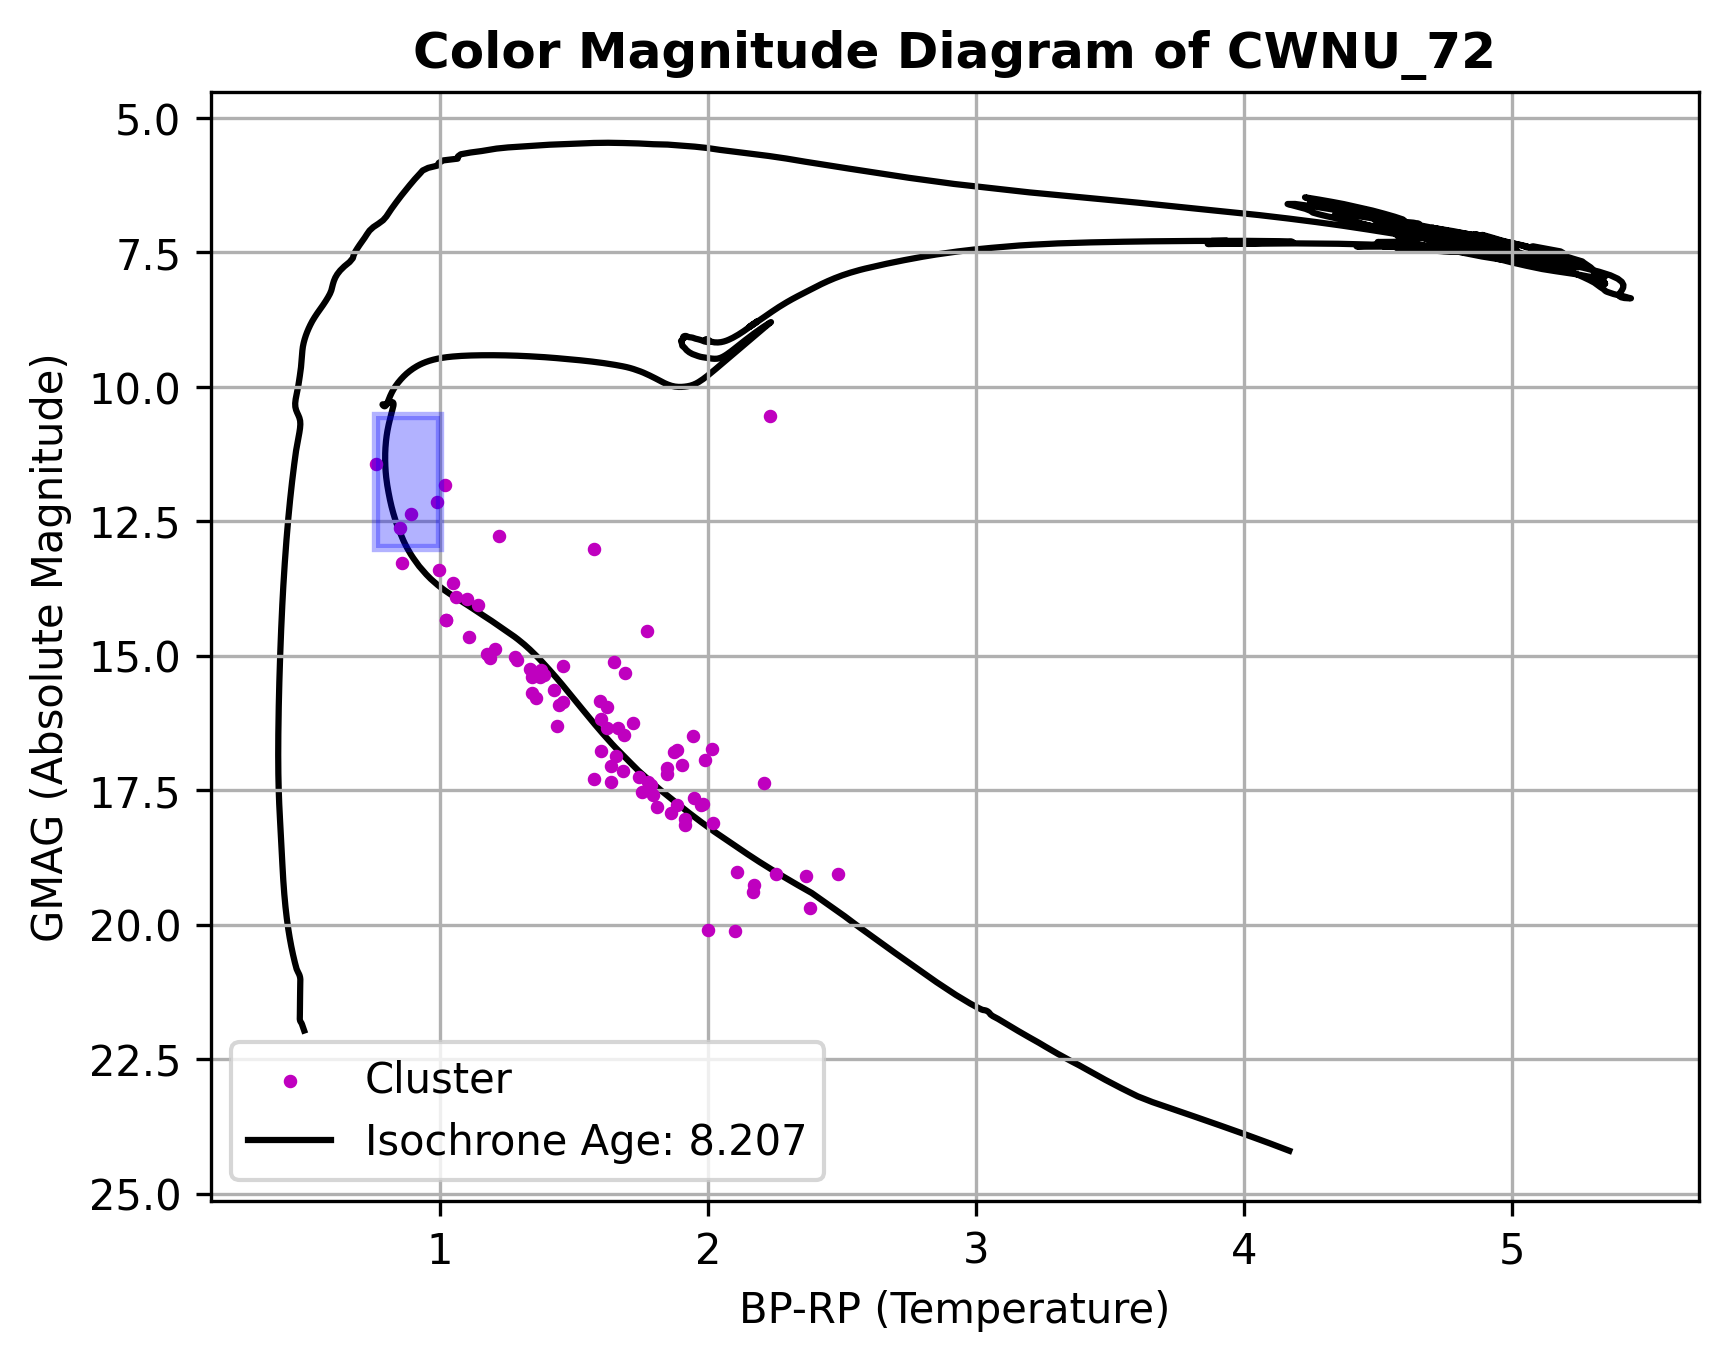 Color Magnitude Diagram of CWNU_72
GMAG (Absolute Magnitude)
5.0
7.5
10.0
12.5
15.0
17.5
20.0
22.5
25.0
Cluster
Isochrone Age: 8.207
1 2 3 4 5
BP-RP (Temperature)